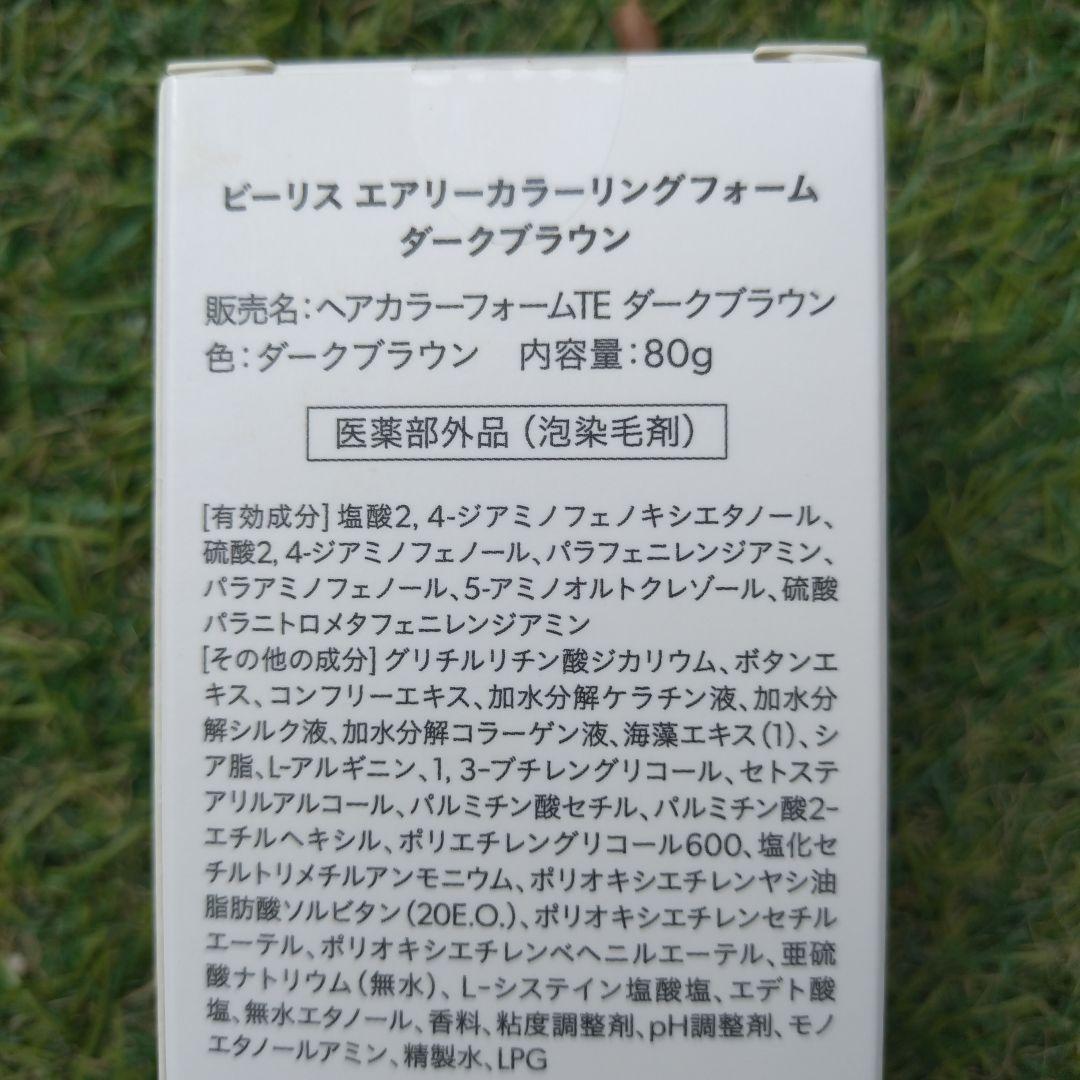 ビーリス エアリーカラーリングフォーム
ダークブラウン
販売名：ヘアカラーフォームTE ダークブラウン
色：ダークブラウン　内容量：80g
医薬部外品（泡染毛剤）
[有効成分] 塩酸2, 4-ジアミノフェノキシエタノール、
硫酸2, 4-ジアミノフェノール、パラフェニレンジアミン、
パラアミノフェノール、5-アミノオルトクレゾール、硫酸
パラニトロメタフェニレンジアミン
[その他の成分] グリチルリチン酸ジカリウム、ボタンエ
キス、コンフリーエキス、加水分解ケラチン液、加水分
解シルク液、加水分解コラーゲン液、海藻エキス（1）、シ
ア脂、L-アルギニン、1, 3-ブチレングリコール、セトステ
アリルアルコール、パルミチン酸セチル、パルミチン酸2-
エチルヘキシル、ポリエチレングリコール600、塩化セ
チルトリメチルアンモニウム、ポリオキシエチレンヤシ油
脂肪酸ソルビタン（20E.O.）、ポリオキシエチレンセチル
エーテル、ポリオキシエチレンベヘニルエーテル、亜硫
酸ナトリウム（無水）、L-システイン塩酸塩、エデト酸
塩、無水エタノール、香料、粘度調整剤、pH調整剤、モノ
エタノールアミン、精製水、LPG